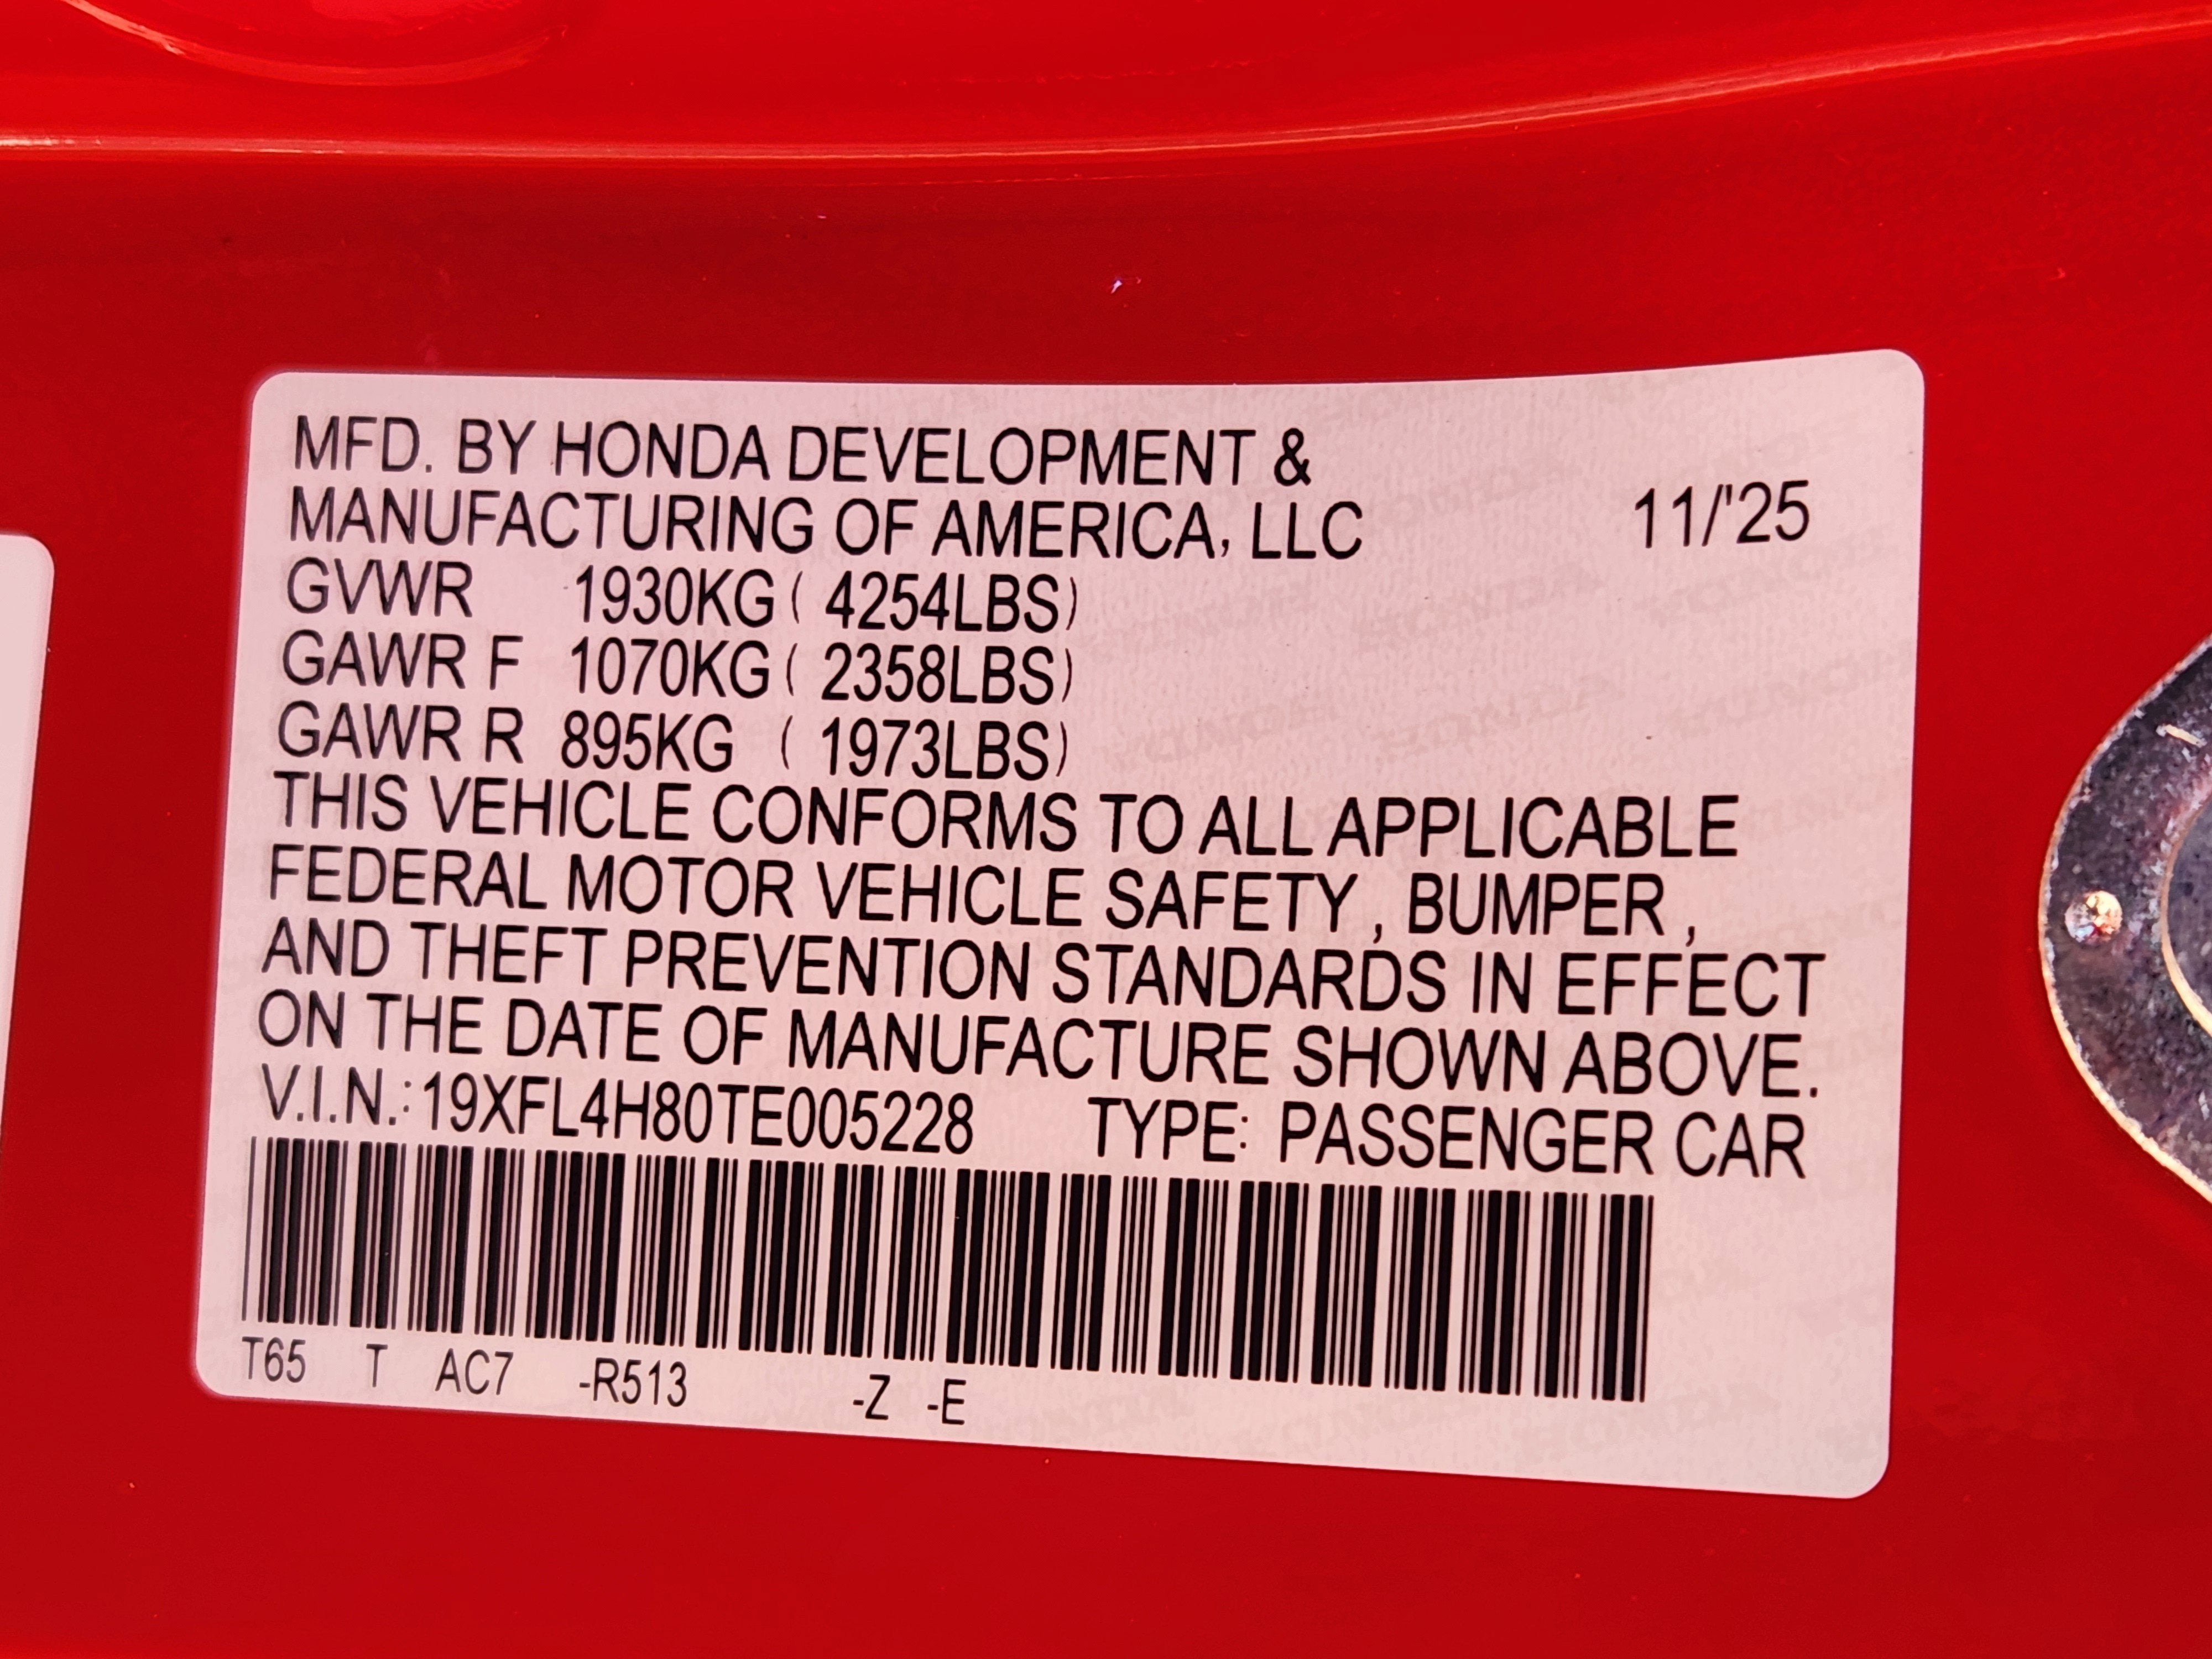 MFD. BY HONDA DEVELOPMENT &
MANUFACTURING OF AMERICA, LLC 11/'25
GVWR 1930KG ( 4254LBS)
GAWR F 1070KG ( 2358LBS)
GAWR R 895KG ( 1973LBS)
THIS VEHICLE CONFORMS TO ALL APPLICABLE
FEDERAL MOTOR VEHICLE SAFETY , BUMPER ,
AND THEFT PREVENTION STANDARDS IN EFFECT
ON THE DATE OF MANUFACTURE SHOWN ABOVE.
V.I.N.: 19XFL4H80TE005228 TYPE: PASSENGER CAR
T65 T AC7 -R513 -Z -E